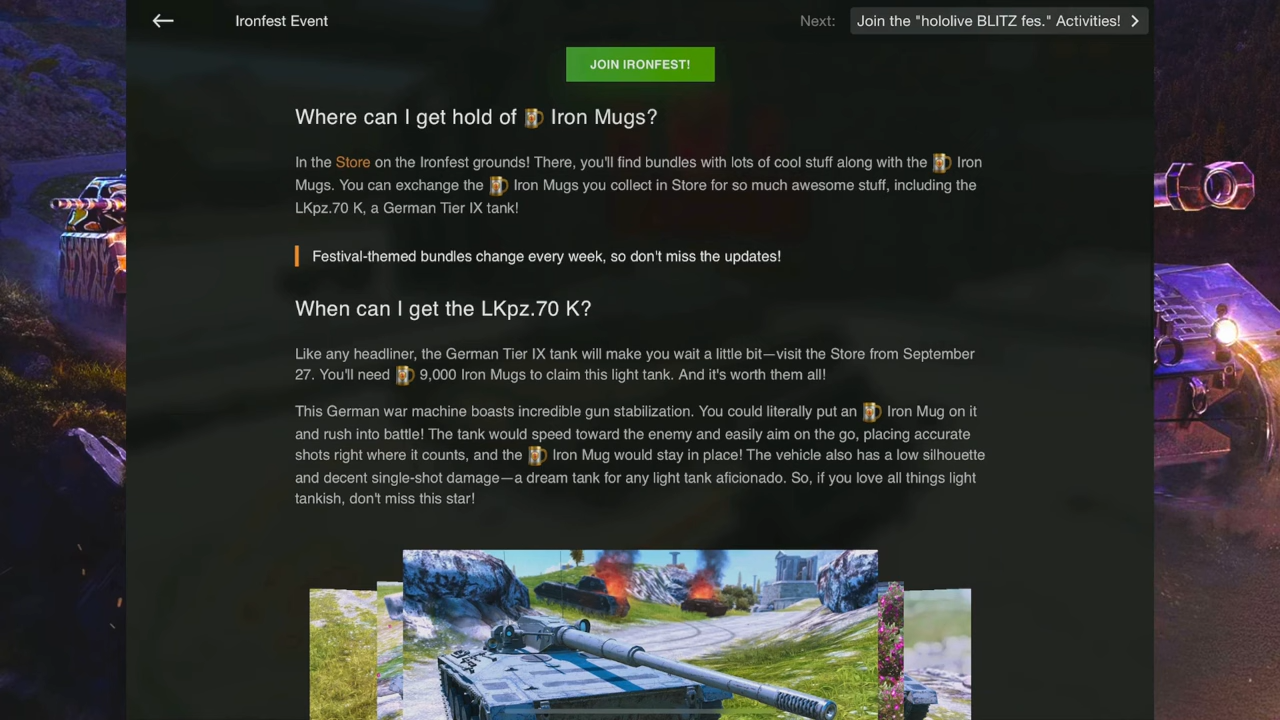 Ironfest Event
Next:
Join the "hololive BLITZ fes." Activities!
JOIN IRONFEST!
Where can I get hold of Iron Mugs?
In the Store on the Ironfest grounds! There, you'll find bundles with lots of cool stuff along with the Iron
Mugs. You can exchange the Iron Mugs you collect in Store for so much awesome stuff, including the
LKpz.70 K, a German Tier IX tank!
Festival-themed bundles change every week, so don't miss the updates!
When can I get the LKpz.70 K?
Like any headliner, the German Tier IX tank will make you wait a little bit—visit the Store from September
27. You'll need 9,000 Iron Mugs to claim this light tank. And it's worth them all!
This German war machine boasts incredible gun stabilization. You could literally put an Iron Mug on it
and rush into battle! The tank would speed toward the enemy and easily aim on the go, placing accurate
shots right where it counts, and the Iron Mug would stay in place! The vehicle also has a low silhouette
and decent single-shot damage—a dream tank for any light tank aficionado. So, if you love all things light
tankish, don't miss this star!